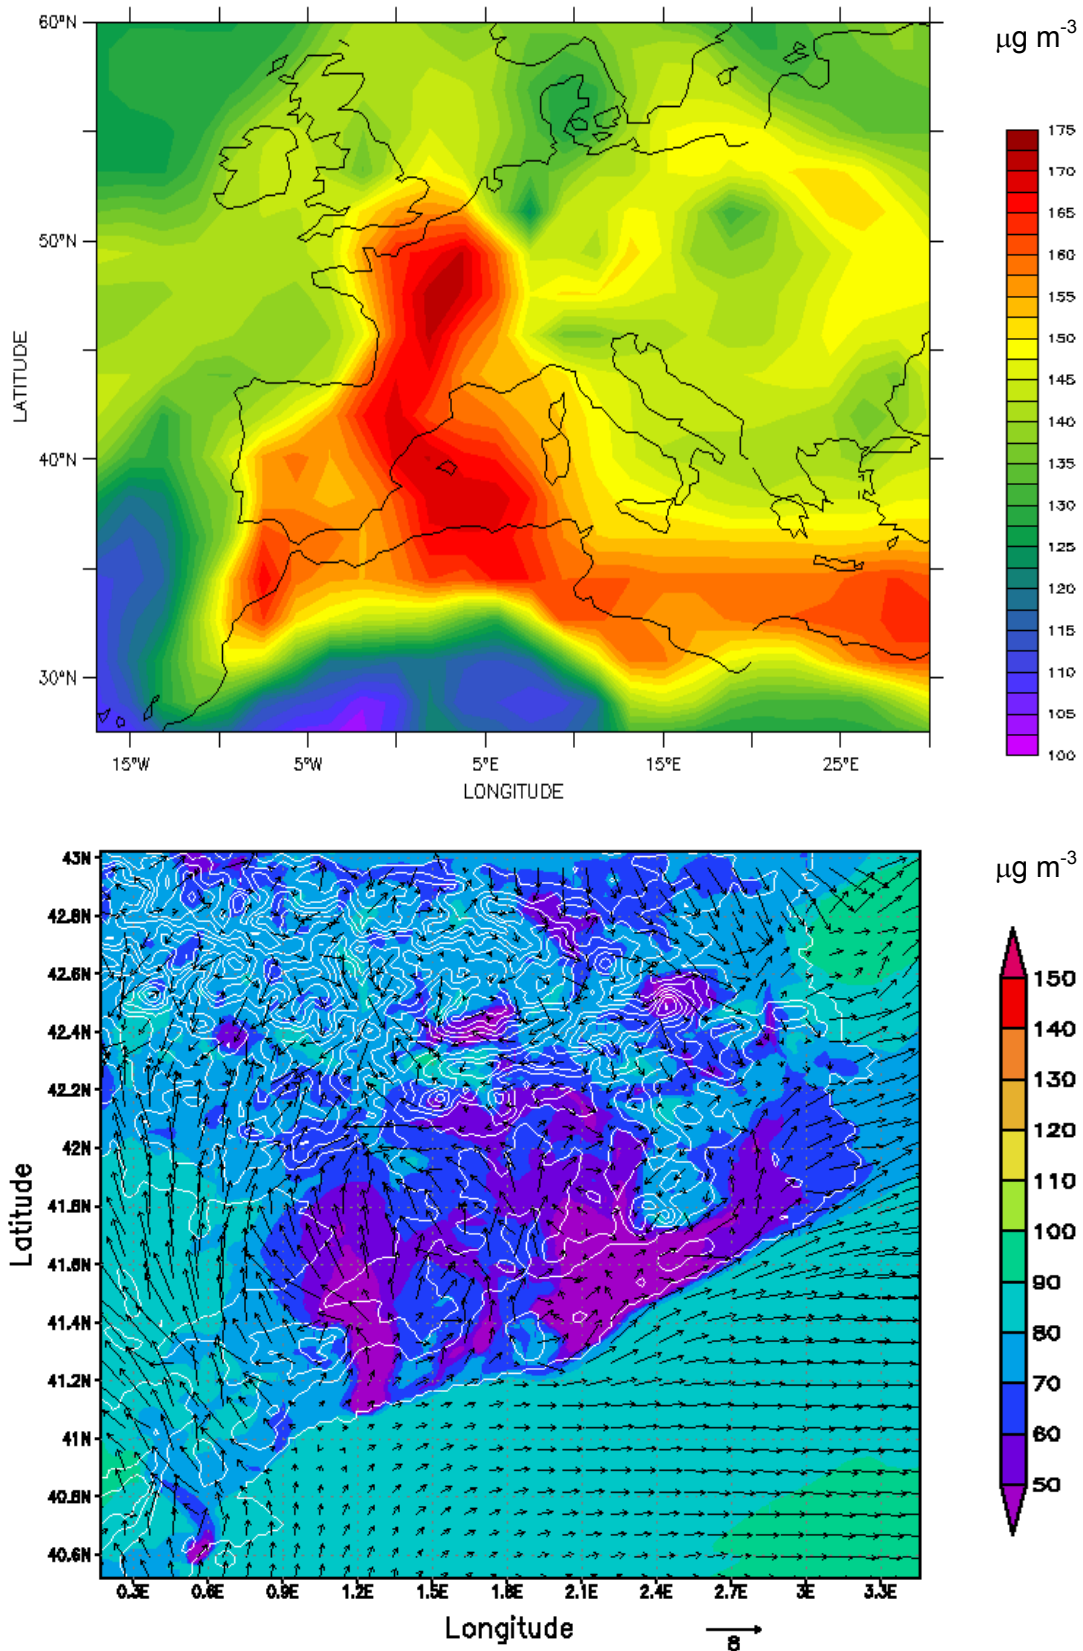 60°N
50°N
40°N
30°N
LATITUDE
15°W
5°W
5°E
15°E
25°E
LONGITUDE
μg m-3
175
170
165
160
155
150
145
140
135
130
125
120
115
110
105
100
43N
42.8N
42.6N
42.4N
42.2N
42N
41.8N
41.6N
41.4N
41.2N
41N
40.8N
40.6N
Latitude
0.3E
0.6E
0.9E
1.2E
1.5E
1.8E
2.1E
2.4E
2.7E
3E
3.3E
Longitude
8
μg m-3
150
140
130
120
110
100
90
80
70
60
50